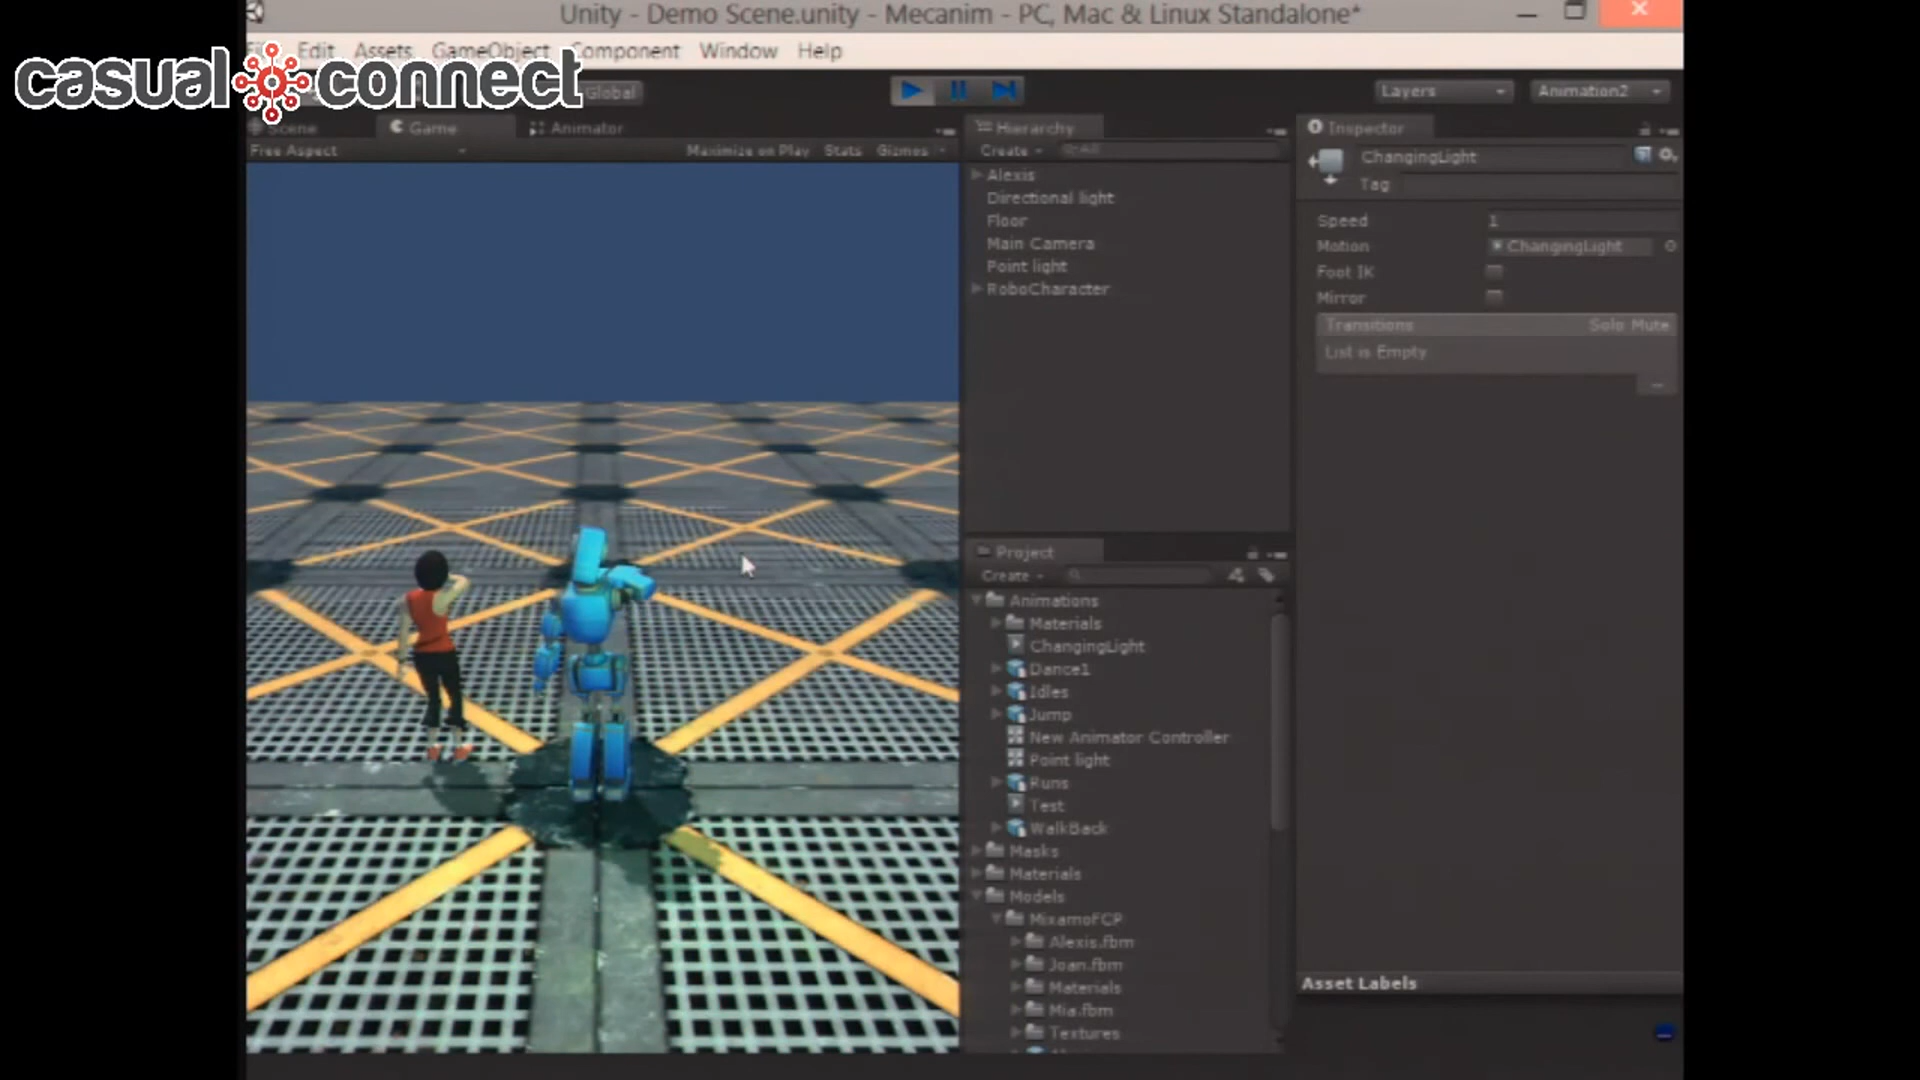 Unity - Demo Scene.unity - Mecanim - PC, Mac & Linux Standalone*
Edit Assets GameObject Component Window Help
casual connect
Global
Layers
Animation2
Scene
Game
Animator
Free Aspect
Maximize on Play Stats Gizmos
Hierarchy
Create
Alexis
Directional light
Floor
Main Camera
Point light
RoboCharacter
Project
Create
Animations
Materials
ChangingLight
Dance1
Idles
Jump
New Animator Controller
Point light
Runs
Test
WalkBack
Masks
Materials
Models
MixamoFCP
Alexis.fbm
Joan.fbm
Materials
Mia.fbm
Textures
Inspector
ChangingLight
Tag
Speed 1
Motion ChangingLight
Foot IK
Mirror
Transitions Solo Mute
List is Empty
Asset Labels